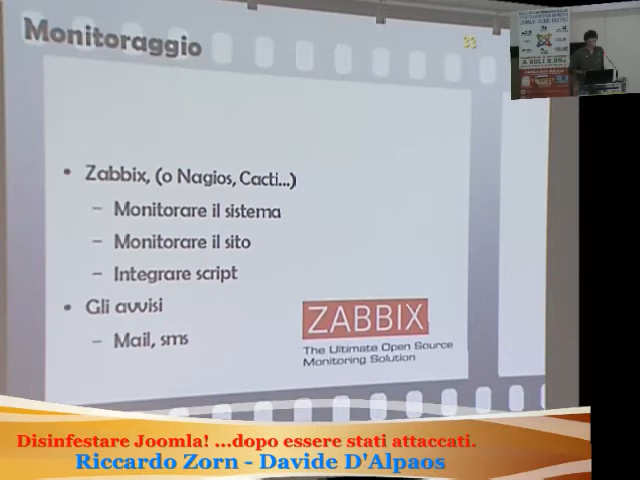 Monitoraggio
33
• Zabbix, (o Nagios, Cacti...)
– Monitorare il sistema
– Monitorare il sito
– Integrare script
• Gli avvisi
– Mail, sms
ZABBIX
The Ultimate Open Source
Monitoring Solution
Disinfestare Joomla! ...dopo essere stati attaccati.
Riccardo Zorn - Davide D'Alpaos